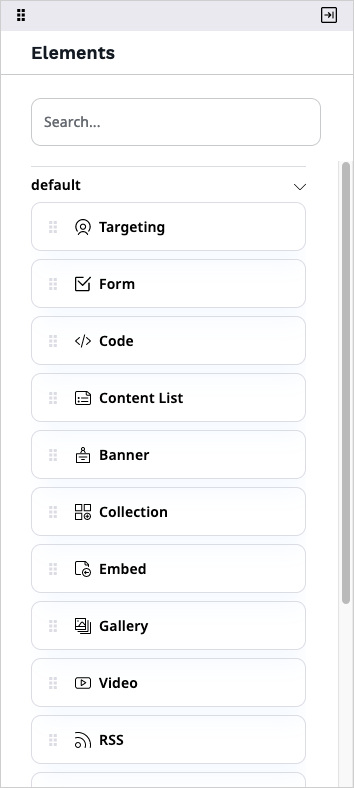 Elements
Search...
default
Targeting
Form
Code
Content List
Banner
Collection
Embed
Gallery
Video
RSS